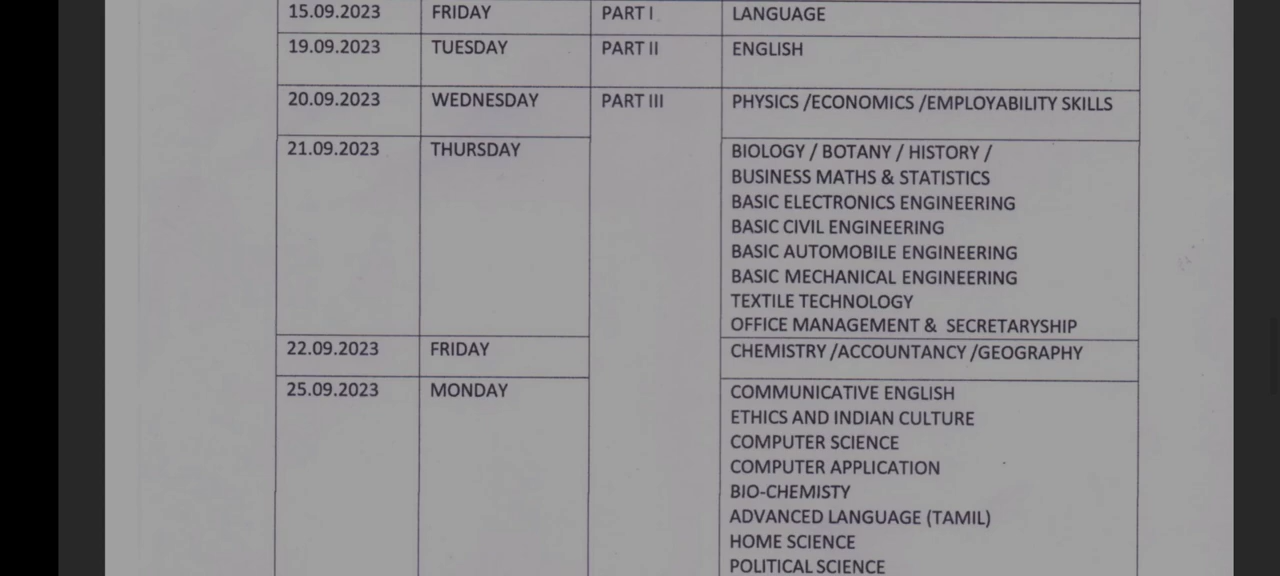 15.09.2023 FRIDAY PART I LANGUAGE
19.09.2023 TUESDAY PART II ENGLISH
20.09.2023 WEDNESDAY PART III PHYSICS /ECONOMICS /EMPLOYABILITY SKILLS
21.09.2023 THURSDAY BIOLOGY / BOTANY / HISTORY /
BUSINESS MATHS & STATISTICS
BASIC ELECTRONICS ENGINEERING
BASIC CIVIL ENGINEERING
BASIC AUTOMOBILE ENGINEERING
BASIC MECHANICAL ENGINEERING
TEXTILE TECHNOLOGY
OFFICE MANAGEMENT & SECRETARYSHIP
22.09.2023 FRIDAY CHEMISTRY /ACCOUNTANCY /GEOGRAPHY
25.09.2023 MONDAY COMMUNICATIVE ENGLISH
ETHICS AND INDIAN CULTURE
COMPUTER SCIENCE
COMPUTER APPLICATION
BIO-CHEMISTY
ADVANCED LANGUAGE (TAMIL)
HOME SCIENCE
POLITICAL SCIENCE